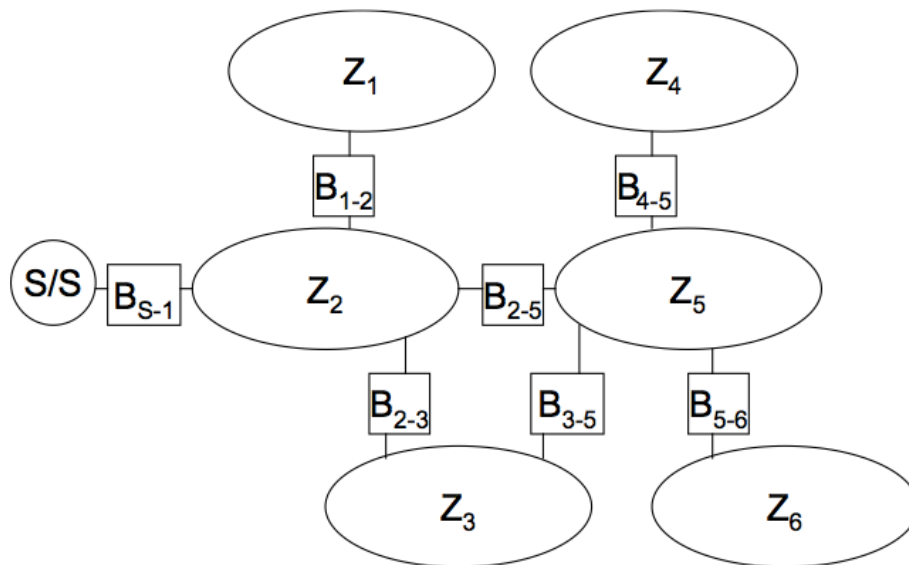 Z₁
Z₄
B₁₋₂
B₄₋₅
S/S
B_S₋₁
Z₂
B₂₋₅
Z₅
B₂₋₃
B₃₋₅
B₅₋₆
Z₃
Z₆